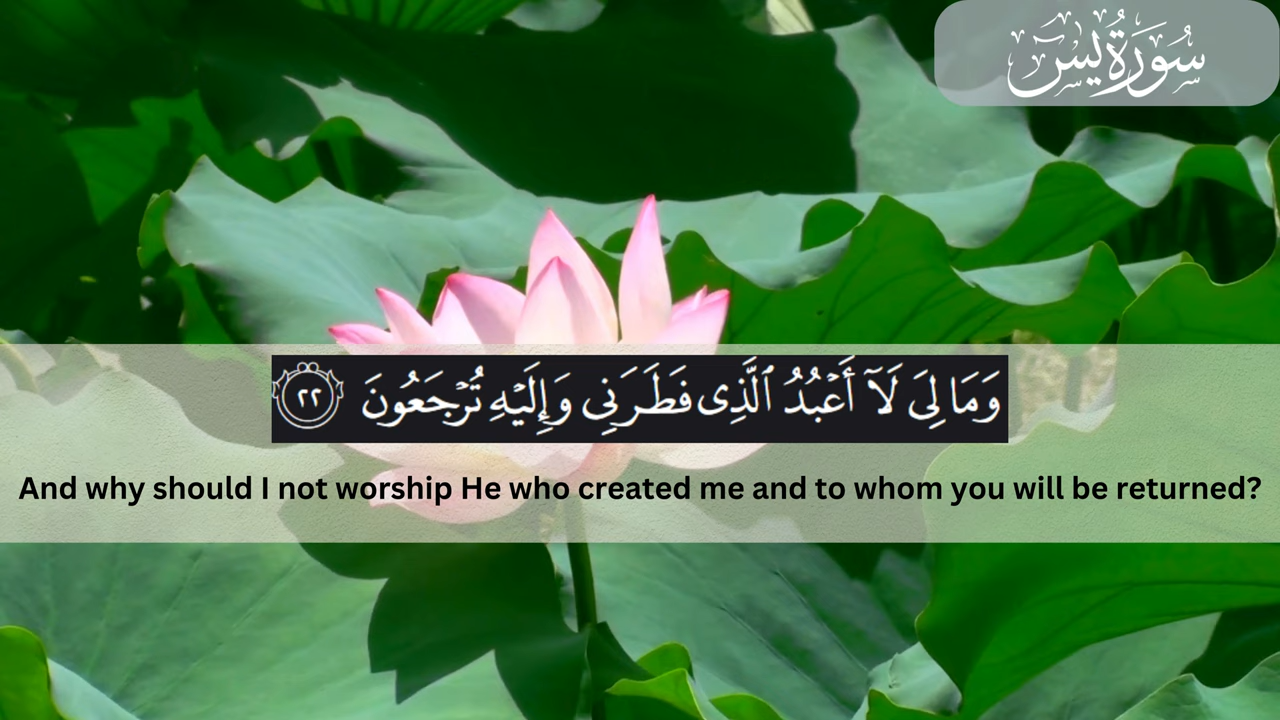 سُورَةُ يسٓ
وَمَا لِىَ لَآ أَعْبُدُ ٱلَّذِى فَطَرَنِى وَإِلَيْهِ تُرْجَعُونَ ٢٢
And why should I not worship He who created me and to whom you will be returned?